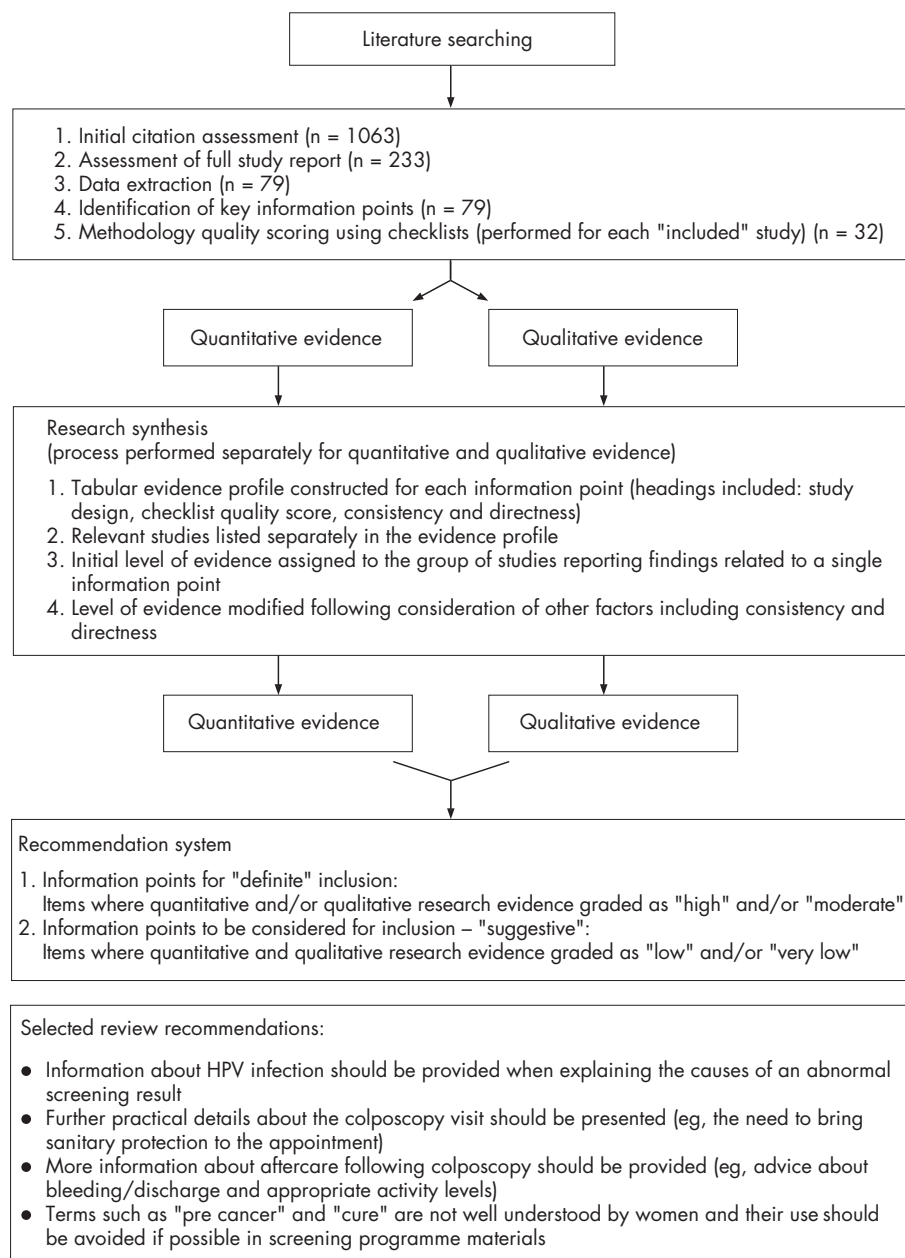 Literature searching
1. Initial citation assessment (n = 1063)
2. Assessment of full study report (n = 233)
3. Data extraction (n = 79)
4. Identification of key information points (n = 79)
5. Methodology quality scoring using checklists (performed for each "included" study) (n = 32)
Quantitative evidence
Qualitative evidence
Research synthesis
(process performed separately for quantitative and qualitative evidence)
1. Tabular evidence profile constructed for each information point (headings included: study
design, checklist quality score, consistency and directness)
2. Relevant studies listed separately in the evidence profile
3. Initial level of evidence assigned to the group of studies reporting findings related to a single
information point
4. Level of evidence modified following consideration of other factors including consistency and
directness
Quantitative evidence
Qualitative evidence
Recommendation system
1. Information points for "definite" inclusion:
Items where quantitative and/or qualitative research evidence graded as "high" and/or "moderate"
2. Information points to be considered for inclusion – "suggestive":
Items where quantitative and qualitative research evidence graded as "low" and/or "very low"
Selected review recommendations:
● Information about HPV infection should be provided when explaining the causes of an abnormal
screening result
● Further practical details about the colposcopy visit should be presented (eg, the need to bring
sanitary protection to the appointment)
● More information about aftercare following colposcopy should be provided (eg, advice about
bleeding/discharge and appropriate activity levels)
● Terms such as "pre cancer" and "cure" are not well understood by women and their use should
be avoided if possible in screening programme materials